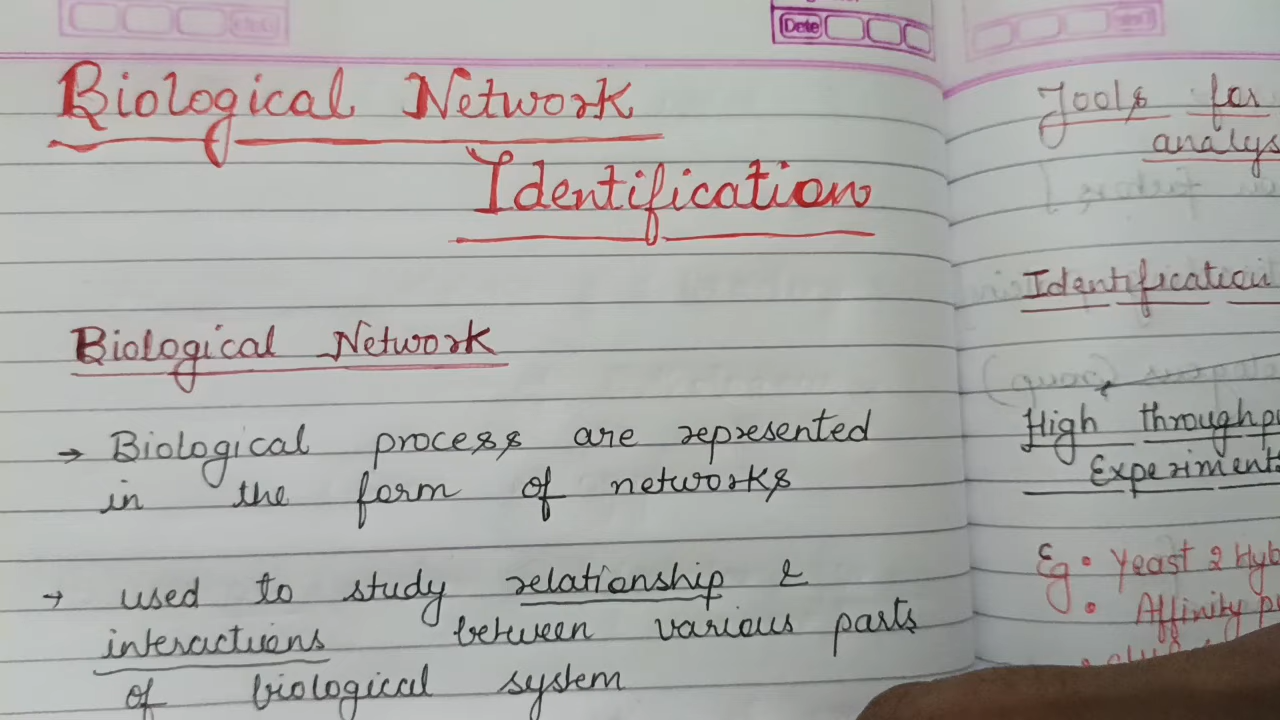 Date
Biological Network
Identification
Biological Network
→ Biological process are represented
in the form of networks
→ used to study relationship &
interactions between various parts
of biological system
Tools for
analys
Identification
High throughp
Experiment
Eg • Yeast 2 Hyb
• Affinity pu